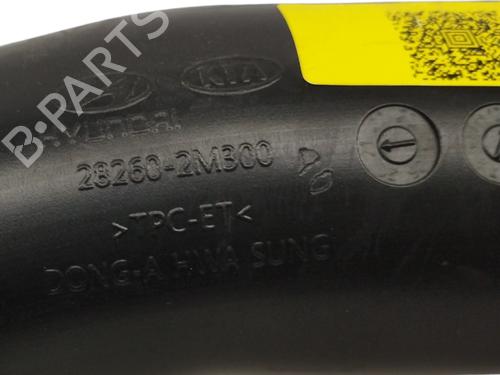 KIA
HYUNDAI
28260-2M300
>TPC-ET<
DONG-A HWA SUNG
B-PARTS